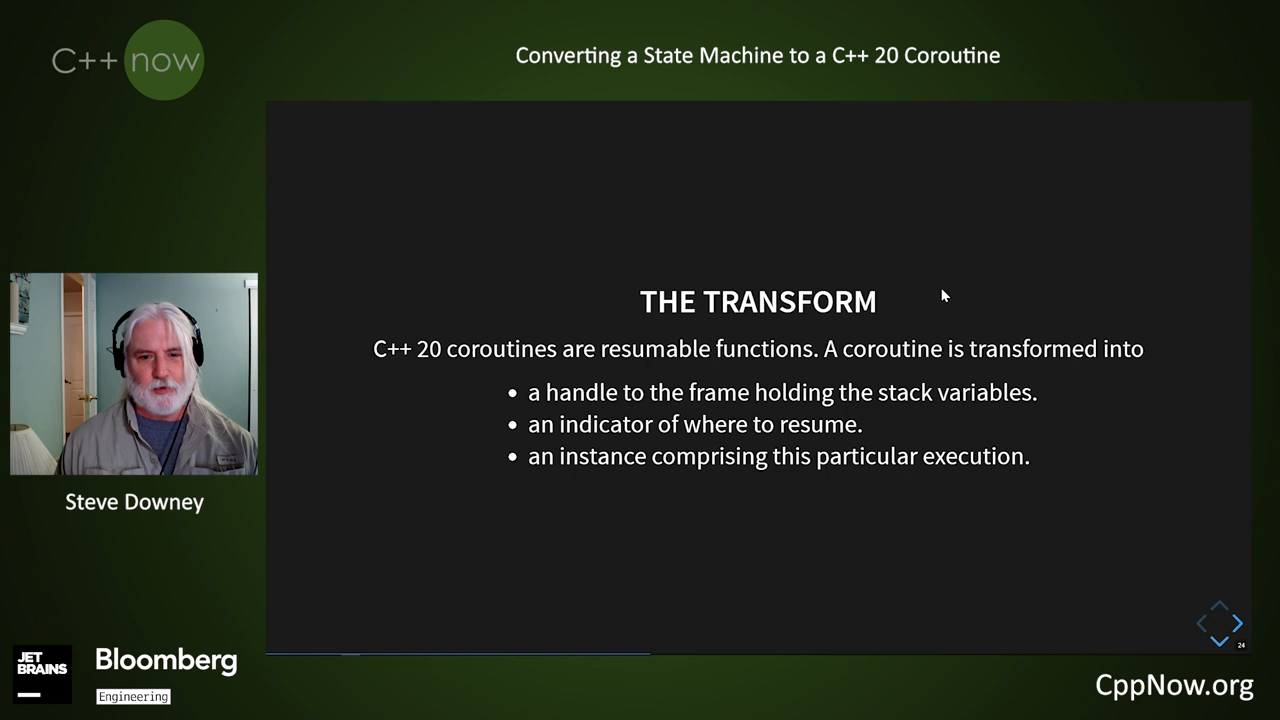 C++ now
Converting a State Machine to a C++ 20 Coroutine
THE TRANSFORM
C++ 20 coroutines are resumable functions. A coroutine is transformed into
• a handle to the frame holding the stack variables.
• an indicator of where to resume.
• an instance comprising this particular execution.
Steve Downey
24
JET
BRAINS
Bloomberg
Engineering
CppNow.org